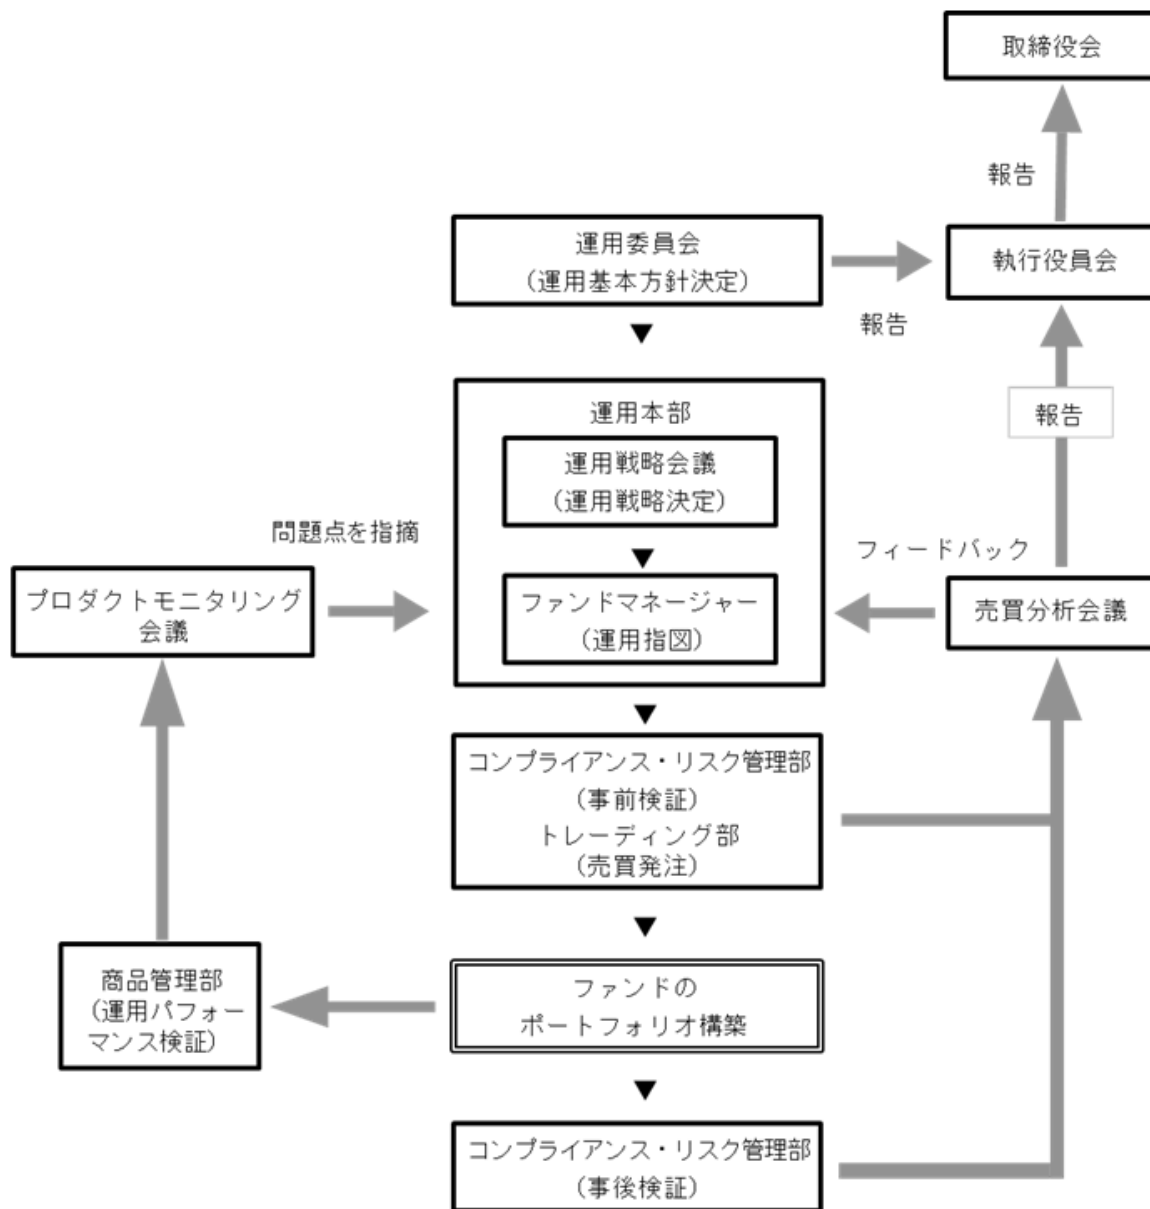 取締役会
報告
運用委員会
(運用基本方針決定)
執行役員会
報告
運用本部
報告
運用戦略会議
(運用戦略決定)
問題点を指摘
フィードバック
プロダクトモニタリング
会議
ファンドマネージャー
(運用指図)
売買分析会議
コンプライアンス・リスク管理部
(事前検証)
トレーディング部
(売買発注)
商品管理部
(運用パフォー
マンス検証)
ファンドの
ポートフォリオ構築
コンプライアンス・リスク管理部
(事後検証)